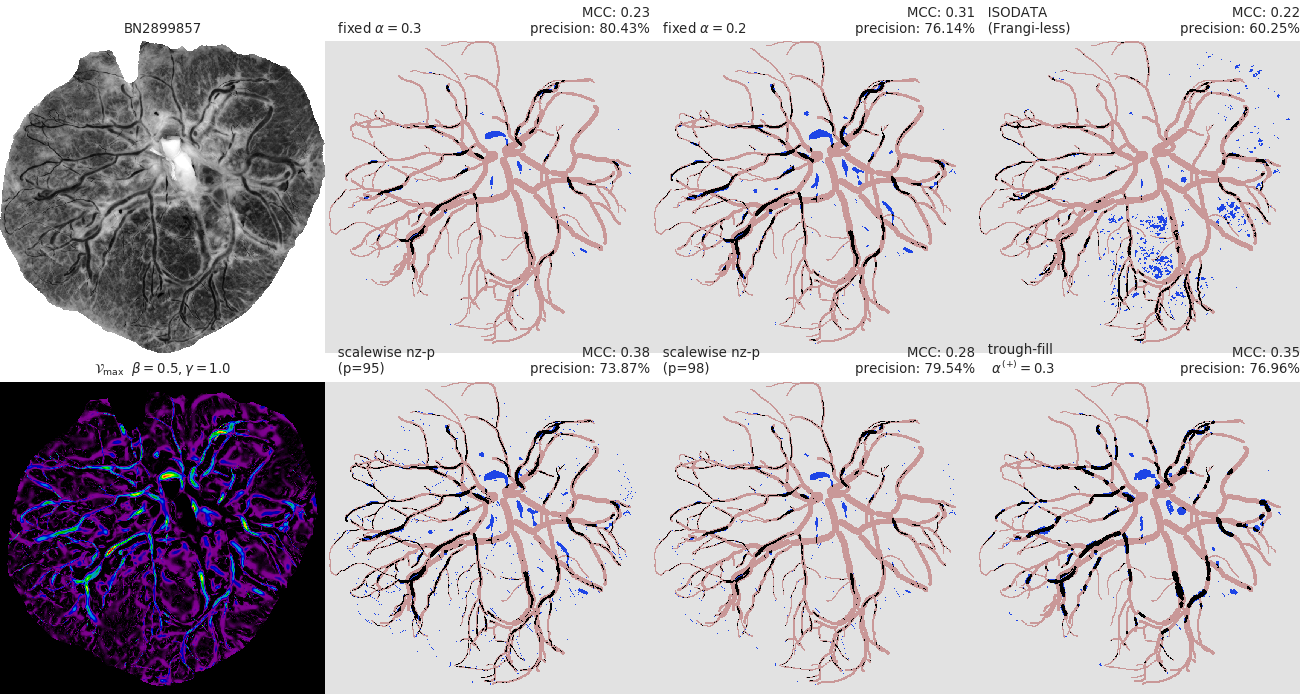 BN2899857
fixed α = 0.3
MCC: 0.23
precision: 80.43%
fixed α = 0.2
MCC: 0.31
precision: 76.14%
ISODATA
(Frangi-less)
MCC: 0.22
precision: 60.25%
𝒱max β = 0.5, γ = 1.0
scalewise nz-p
(p=95)
MCC: 0.38
precision: 73.87%
scalewise nz-p
(p=98)
MCC: 0.28
precision: 79.54%
trough-fill
α(+) = 0.3
MCC: 0.35
precision: 76.96%